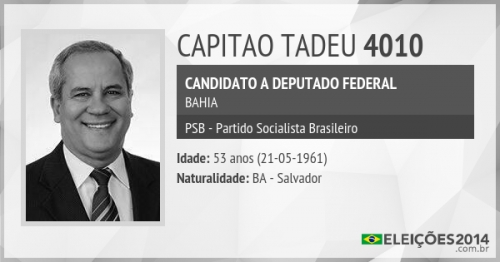 CAPITAO TADEU 4010
CANDIDATO A DEPUTADO FEDERAL
BAHIA
PSB - Partido Socialista Brasileiro
Idade: 53 anos (21-05-1961)
Naturalidade: BA - Salvador
ELEIÇÕES2014
.com.br